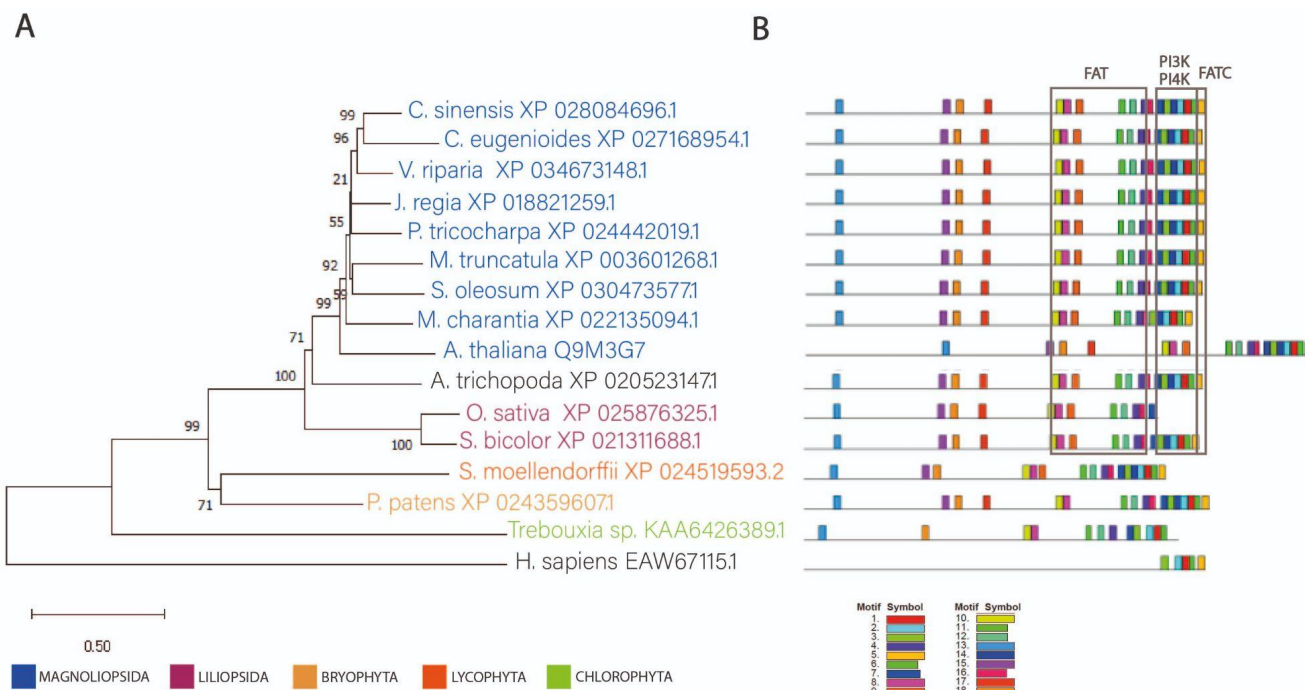 A
B
FAT
PI3K
PI4K
FATC
99
C. sinensis XP 028084696.1
96
C. eugenioides XP 027168954.1
21
V. riparia XP 034673148.1
J. regia XP 018821259.1
55
P. tricocharpa XP 024442019.1
92
M. truncatula XP 003601268.1
59
S. oleosum XP 030473577.1
99
M. charantia XP 022135094.1
71
A. thaliana Q9M3G7
100
A. trichopoda XP 020523147.1
O. sativa XP 025876325.1
99
100
S. bicolor XP 021311688.1
S. moellendorffii XP 024519593.2
71
P. patens XP 024359607.1
Trebouxia sp. KAA6426389.1
H. sapiens EAW67115.1
0.50
Motif Symbol
1.
2.
3.
4.
5.
6.
7.
8.
9.
Motif Symbol
10.
11.
12.
13.
14.
15.
16.
17.
18.
MAGNOLIOPSIDA
LILIOPSIDA
BRYOPHYTA
LYCOPHYTA
CHLOROPHYTA